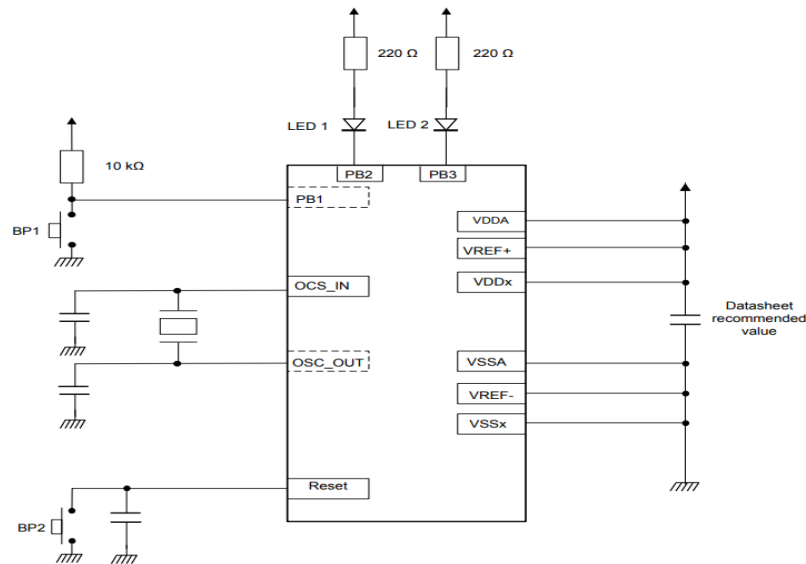 220 Ω
220 Ω
LED 1
LED 2
10 kΩ
PB2
PB3
PB1
BP1
VDDA
VREF+
OCS_IN
VDDx
Datasheet
recommended
value
OSC_OUT
VSSA
VREF-
VSSx
Reset
BP2